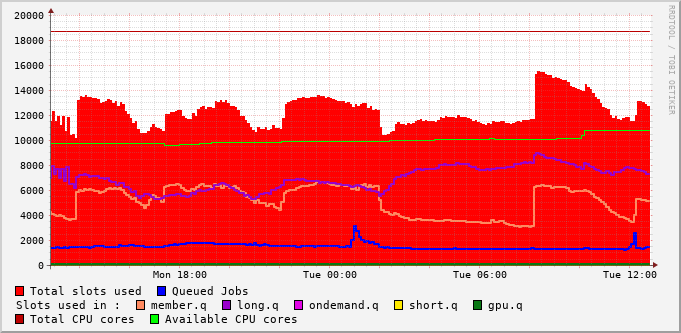 20000
18000
16000
14000
12000
10000
8000
6000
4000
2000
0
Mon 18:00 Tue 00:00 Tue 06:00 Tue 12:00
Total slots used Queued Jobs
Slots used in : member.q long.q ondemand.q short.q gpu.q
Total CPU cores Available CPU cores
RRDTOOL / TOBI OETIKER